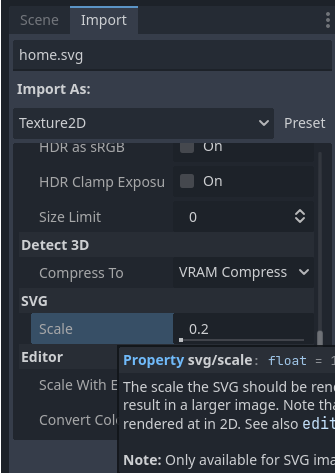 Scene Import
home.svg
Import As:
Texture2D Preset
HDR as sRGB On
HDR Clamp Exposu On
Size Limit 0
Detect 3D
Compress To VRAM Compress
SVG
Scale 0.2
Editor
Property svg/scale: float = 1
Scale With E
The scale the SVG should be ren
result in a larger image. Note tha
Convert Col
rendered at in 2D. See also edit
Note: Only available for SVG ima